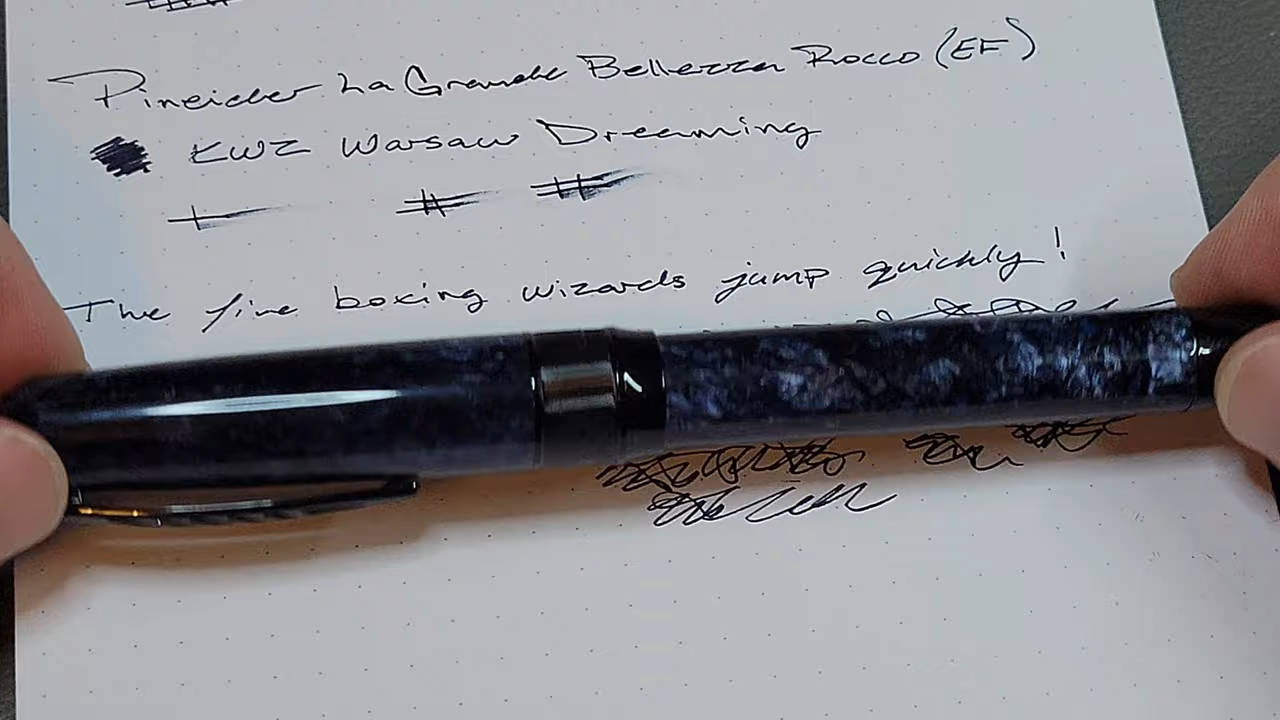 Pineider La Grande Bellezza Rocco (EF)
KWZ Warsaw Dreaming
The five boxing wizards jump quickly!